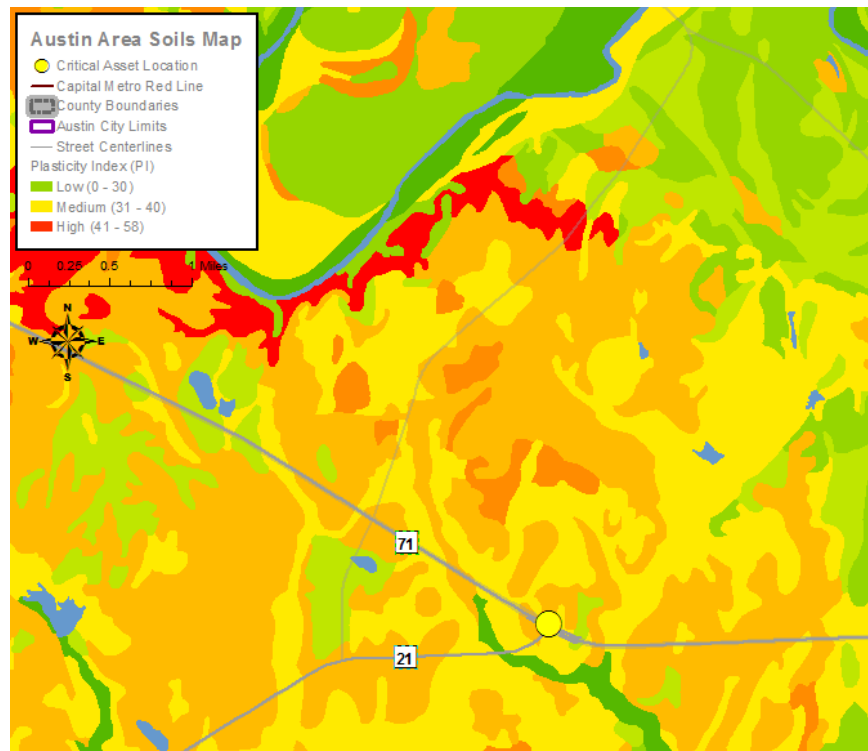 Austin Area Soils Map
Critical Asset Location
Capital Metro Red Line
County Boundaries
Austin City Limits
Street Centerlines
Plasticity Index (PI)
Low (0 - 30)
Medium (31 - 40)
High (41 - 58)
0 0.25 0.5 1 Miles
N
W E
S
71
21